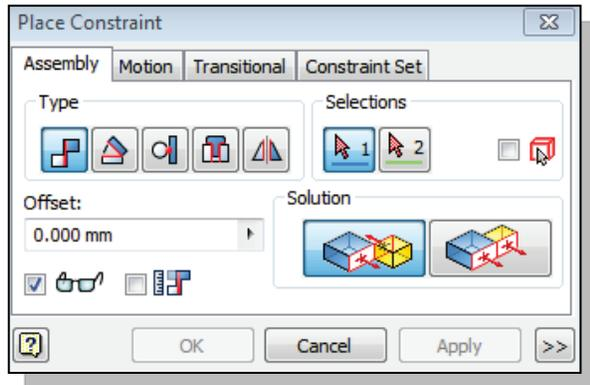 Place Constraint
Assembly Motion Transitional Constraint Set
Type Selections
1 2
Offset: Solution
0.000 mm
? OK Cancel Apply >>